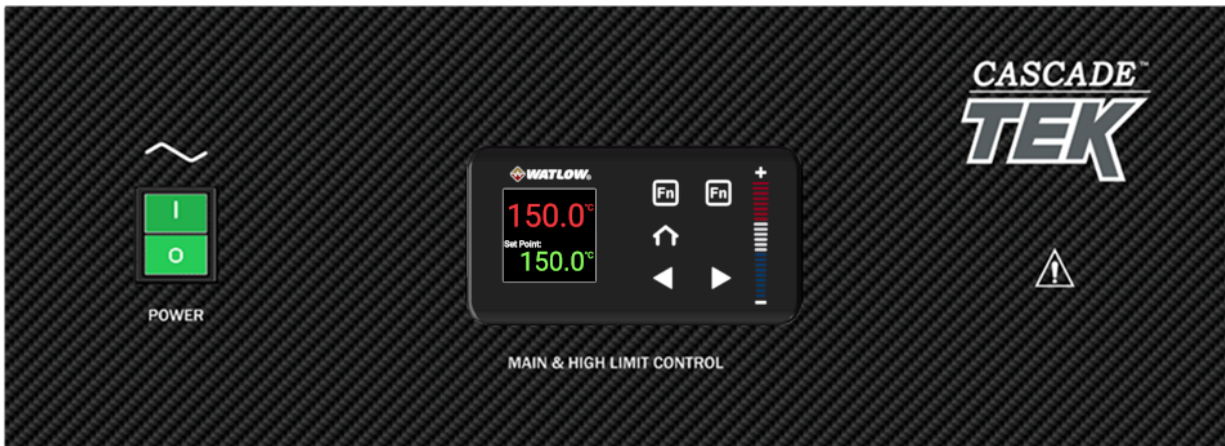 CASCADE™
TEK
WATLOW®
Fn Fn
150.0°C
Set Point:
150.0°C
+
-
I
O
POWER
MAIN & HIGH LIMIT CONTROL